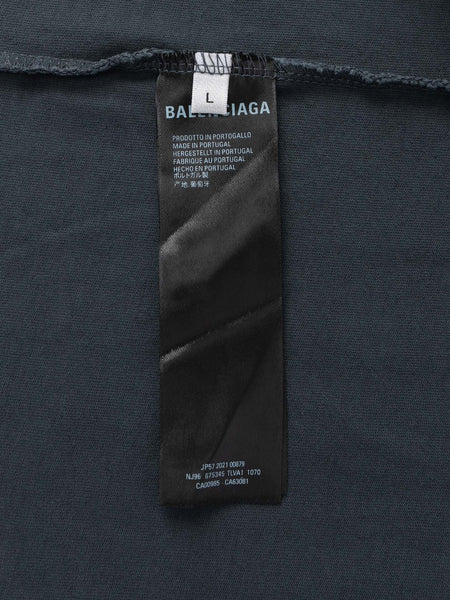 L
BALENCIAGA
PRODOTTO IN PORTOGALLO
MADE IN PORTUGAL
HERGESTELLT IN PORTUGAL
FABRIQUE AU PORTUGAL
HECHO EN PORTUGAL
ポルトガル製
产地:葡萄牙
JP57 2021 00879
NJ96 675345 TLVA1 1070
CA00985 CA63081